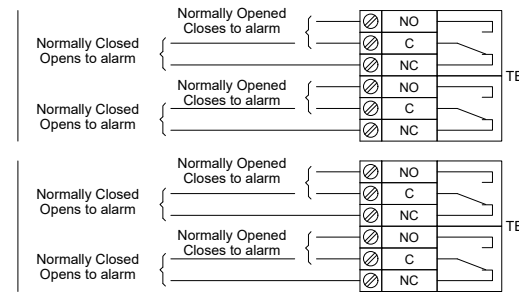 Normally Opened
Closes to alarm
NO
Normally Closed
Opens to alarm
C
NC
TE
Normally Opened
Closes to alarm
NO
Normally Closed
Opens to alarm
C
NC
Normally Opened
Closes to alarm
NO
Normally Closed
Opens to alarm
C
NC
TE
Normally Opened
Closes to alarm
NO
Normally Closed
Opens to alarm
C
NC